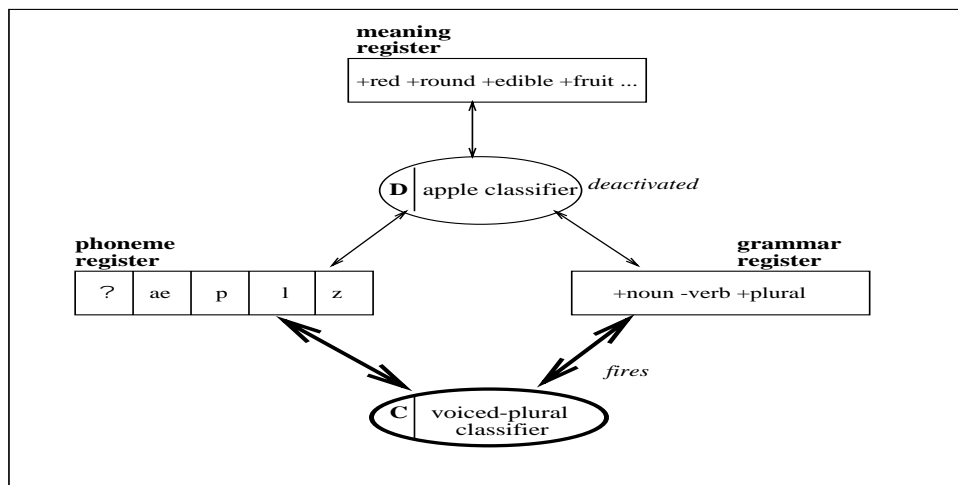 meaning
register
+red +round +edible +fruit ...
D apple classifier deactivated
phoneme
register
grammar
register
? ae p l z
+noun -verb +plural
fires
C voiced-plural
classifier